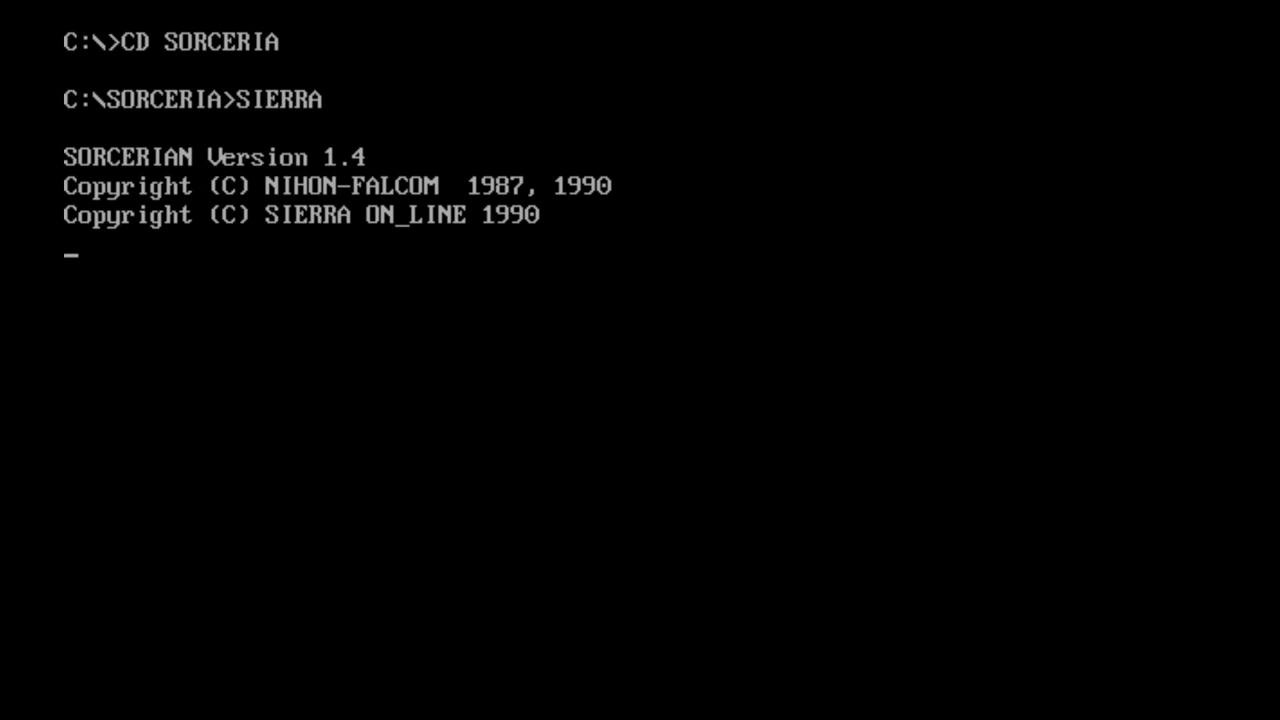 C:\>CD SORCERIA
C:\SORCERIA>SIERRA
SORCERIAN Version 1.4
Copyright (C) NIHON-FALCOM  1987, 1990
Copyright (C) SIERRA ON_LINE 1990